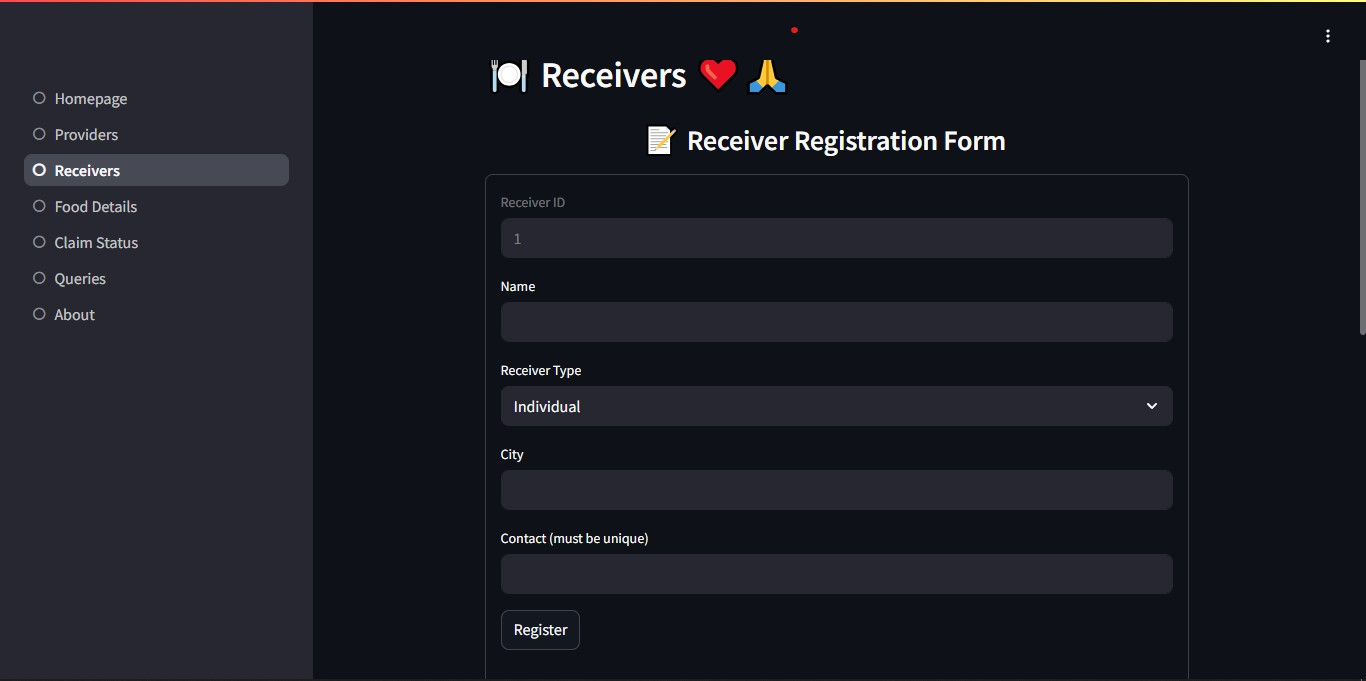 Homepage
Providers
Receivers
Food Details
Claim Status
Queries
About
Receivers
Receiver Registration Form
Receiver ID
1
Name
Receiver Type
Individual
City
Contact (must be unique)
Register